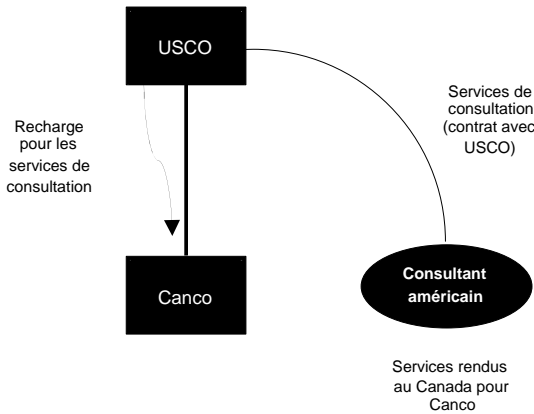 USCO
Services de
consultation
(contrat avec
USCO)
Recharge
pour les
services de
consultation
Canco
Consultant
américain
Services rendus
au Canada pour
Canco